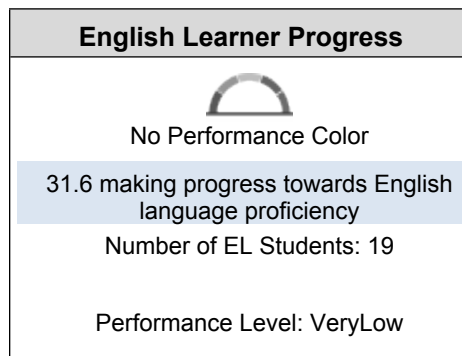 English Learner Progress
No Performance Color
31.6 making progress towards English
language proficiency
Number of EL Students: 19
Performance Level: VeryLow